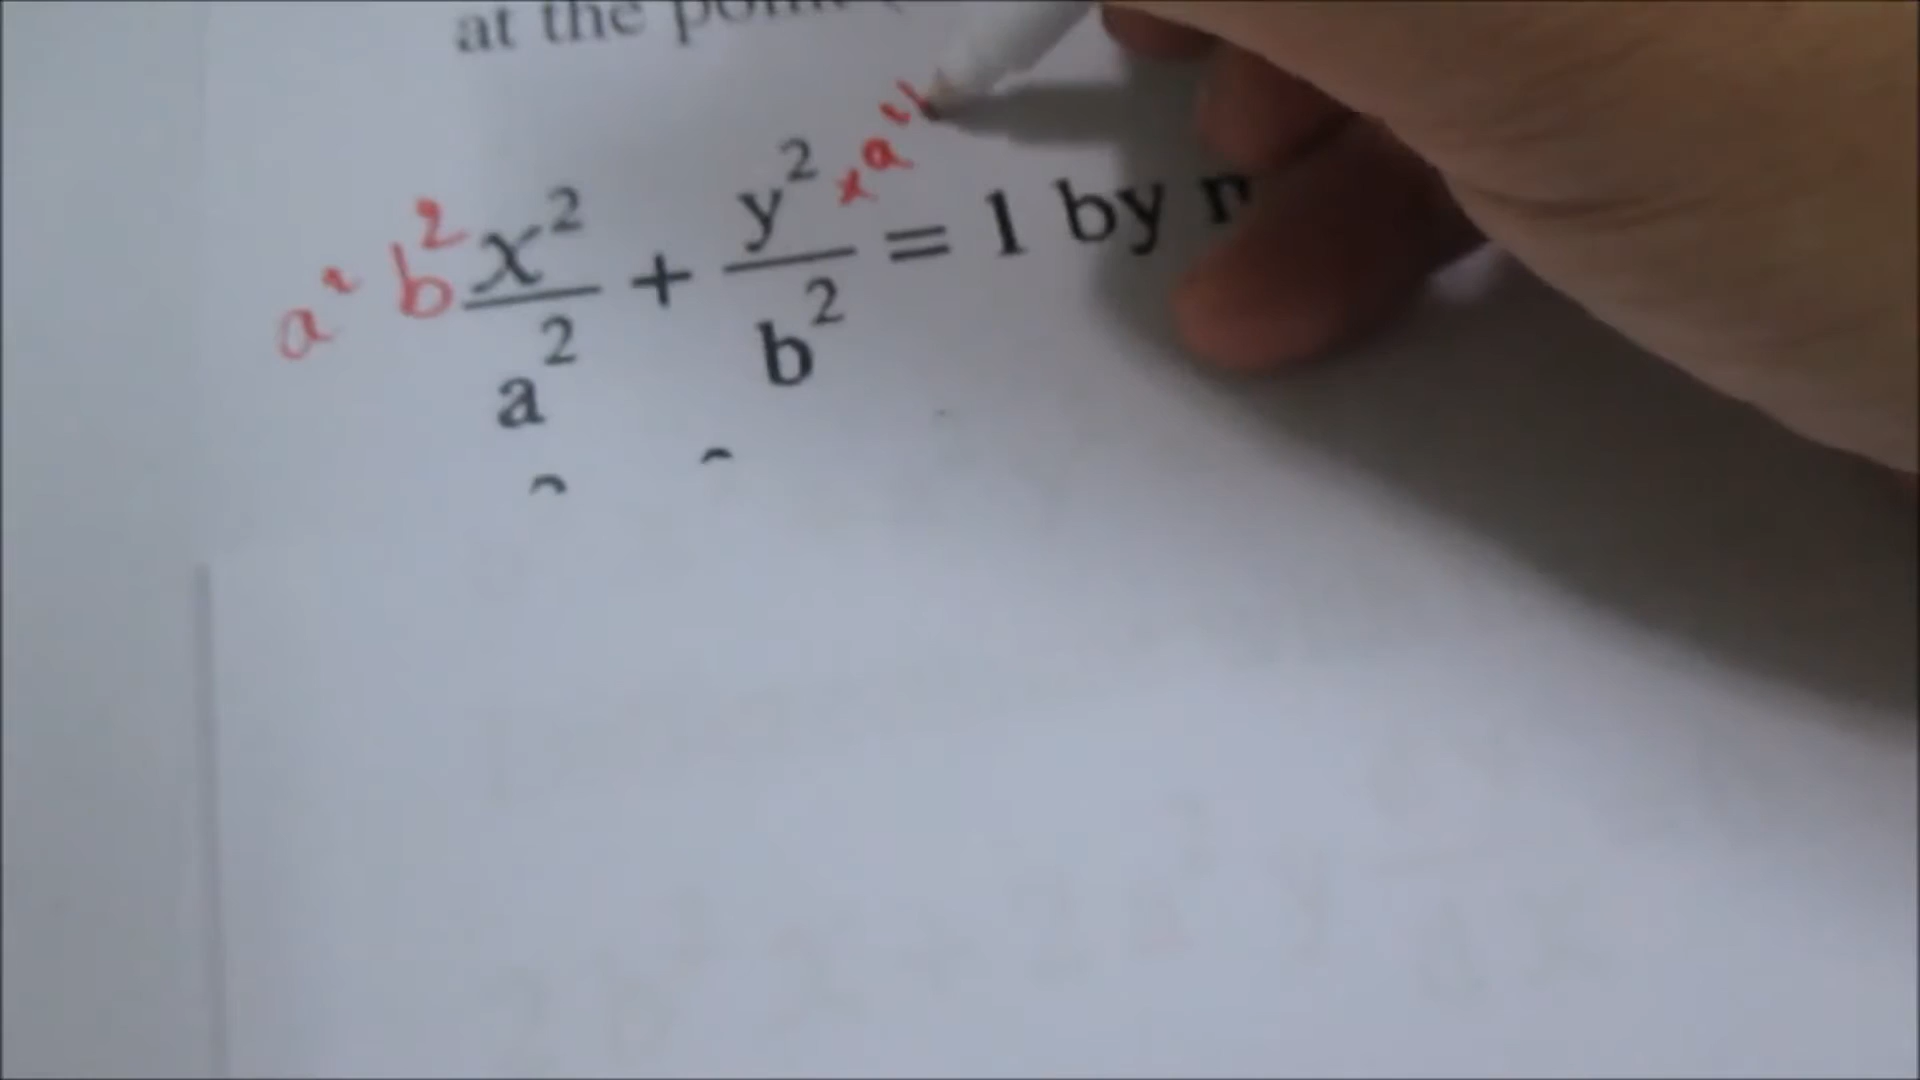 at the
a² b² x²/a² + y²/b² × a² = 1 by